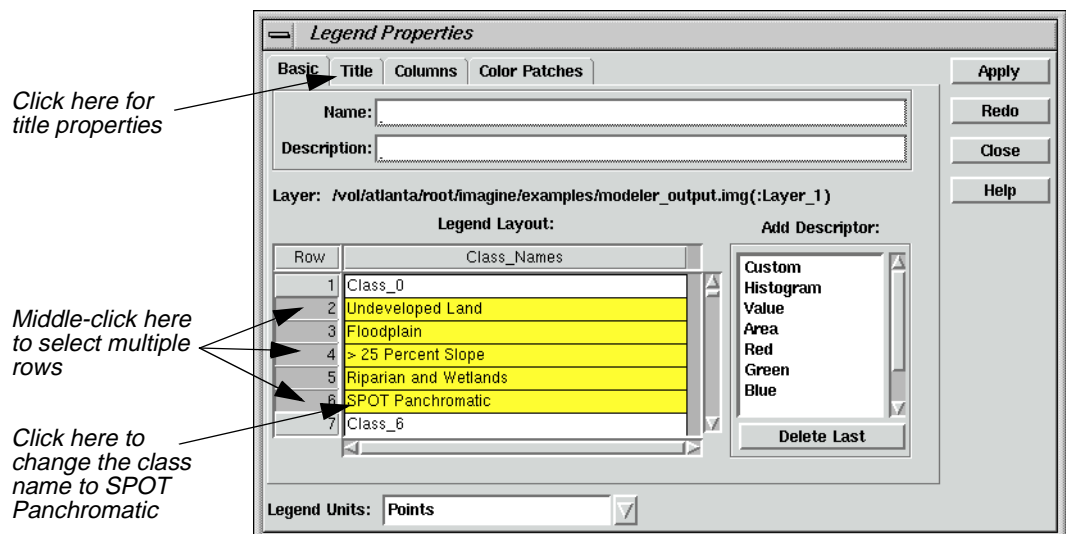 Legend Properties
Basic Title Columns Color Patches
Apply
Click here for
title properties
Name:
Redo
Description:
Close
Layer: /vol/atlanta/root/imagine/examples/modeler_output.img(:Layer_1)
Help
Legend Layout:
Add Descriptor:
Row Class_Names
1 Class_0
2 Undeveloped Land
3 Floodplain
4 > 25 Percent Slope
5 Riparian and Wetlands
6 SPOT Panchromatic
7 Class_6
Custom
Histogram
Value
Area
Red
Green
Blue
Delete Last
Middle-click here
to select multiple
rows
Click here to
change the class
name to SPOT
Panchromatic
Legend Units: Points